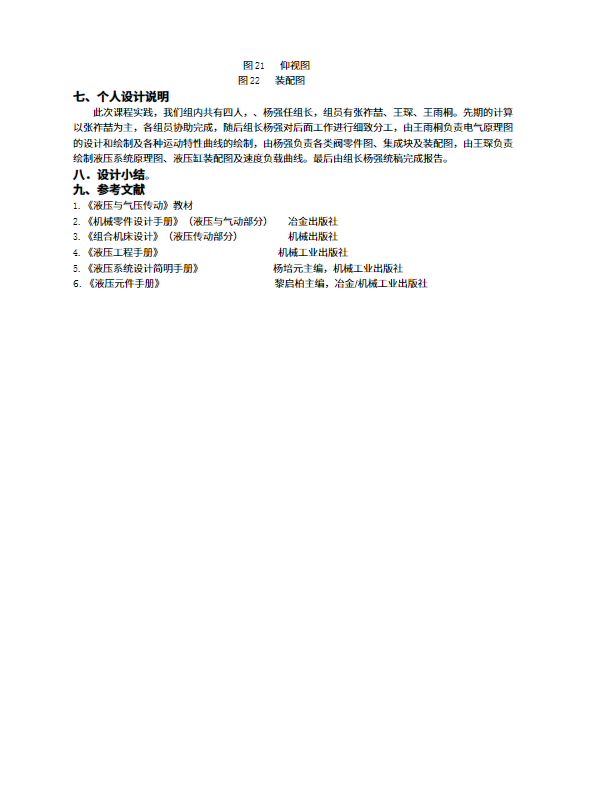 图21 仰视图
图22 装配图
七、个人设计说明
此次课程实践，我们组内共有四人，、杨强任组长，组员有张祚喆、王琛、王雨桐。先期的计算
以张祚喆为主，各组员协助完成，随后组长杨强对后面工作进行细致分工，由王雨桐负责电气原理图
的设计和绘制及各种运动特性曲线的绘制，由杨强负责各类阀零件图、集成块及装配图，由王琛负责
绘制液压系统原理图、液压缸装配图及速度负载曲线。最后由组长杨强统稿完成报告。
八．设计小结。
九、参考文献
1.《液压与气压传动》教材
2.《机械零件设计手册》（液压与气动部分） 冶金出版社
3.《组合机床设计》（液压传动部分） 机械出版社
4.《液压工程手册》 机械工业出版社
5.《液压系统设计简明手册》 杨培元主编，机械工业出版社
6.《液压元件手册》 黎启柏主编，冶金/机械工业出版社